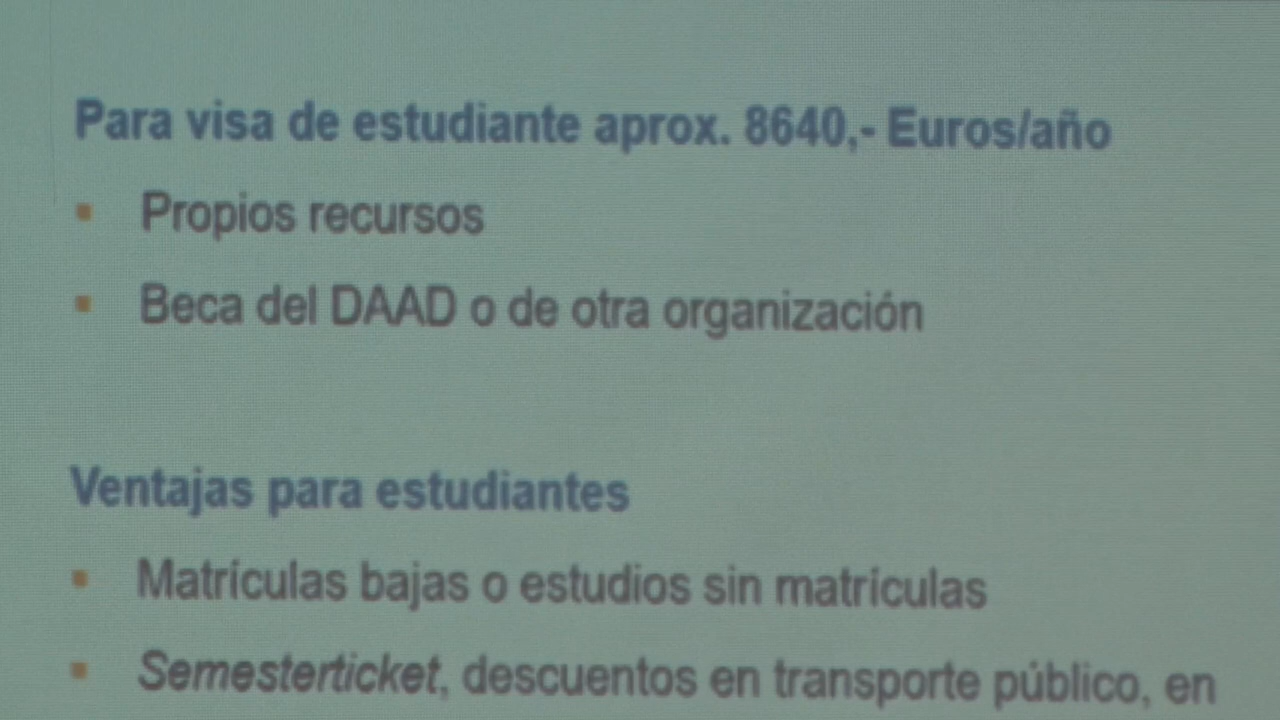 Para visa de estudiante aprox. 8640,- Euros/año
▪ Propios recursos
▪ Beca del DAAD o de otra organización
Ventajas para estudiantes
▪ Matrículas bajas o estudios sin matrículas
▪ Semesterticket, descuentos en transporte público, en